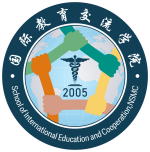 国际教育交流学院
School of International Education and Cooperation,NSMC
2005